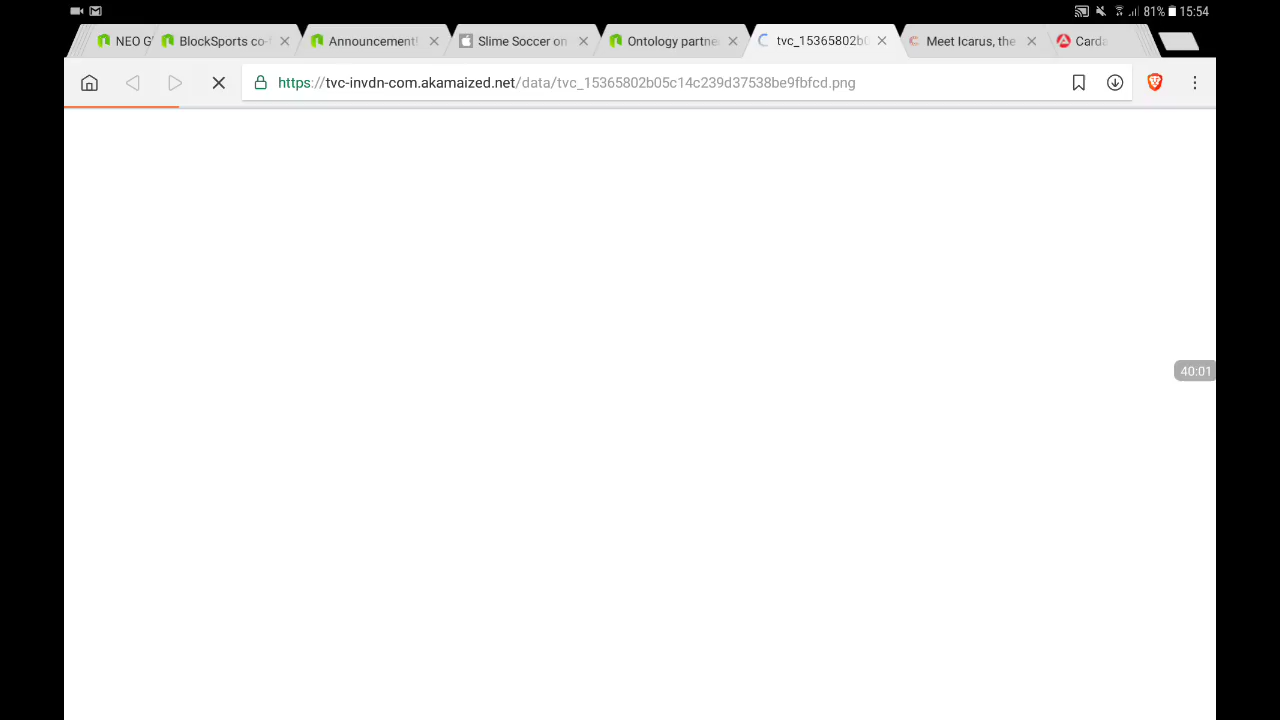 81% 15:54
NEO G BlockSports co- Announcement! Slime Soccer on Ontology partne tvc_15365802b0 Meet Icarus, the Carda
https://tvc-invdn-com.akamaized.net/data/tvc_15365802b05c14c239d37538be9fbfcd.png
40:01